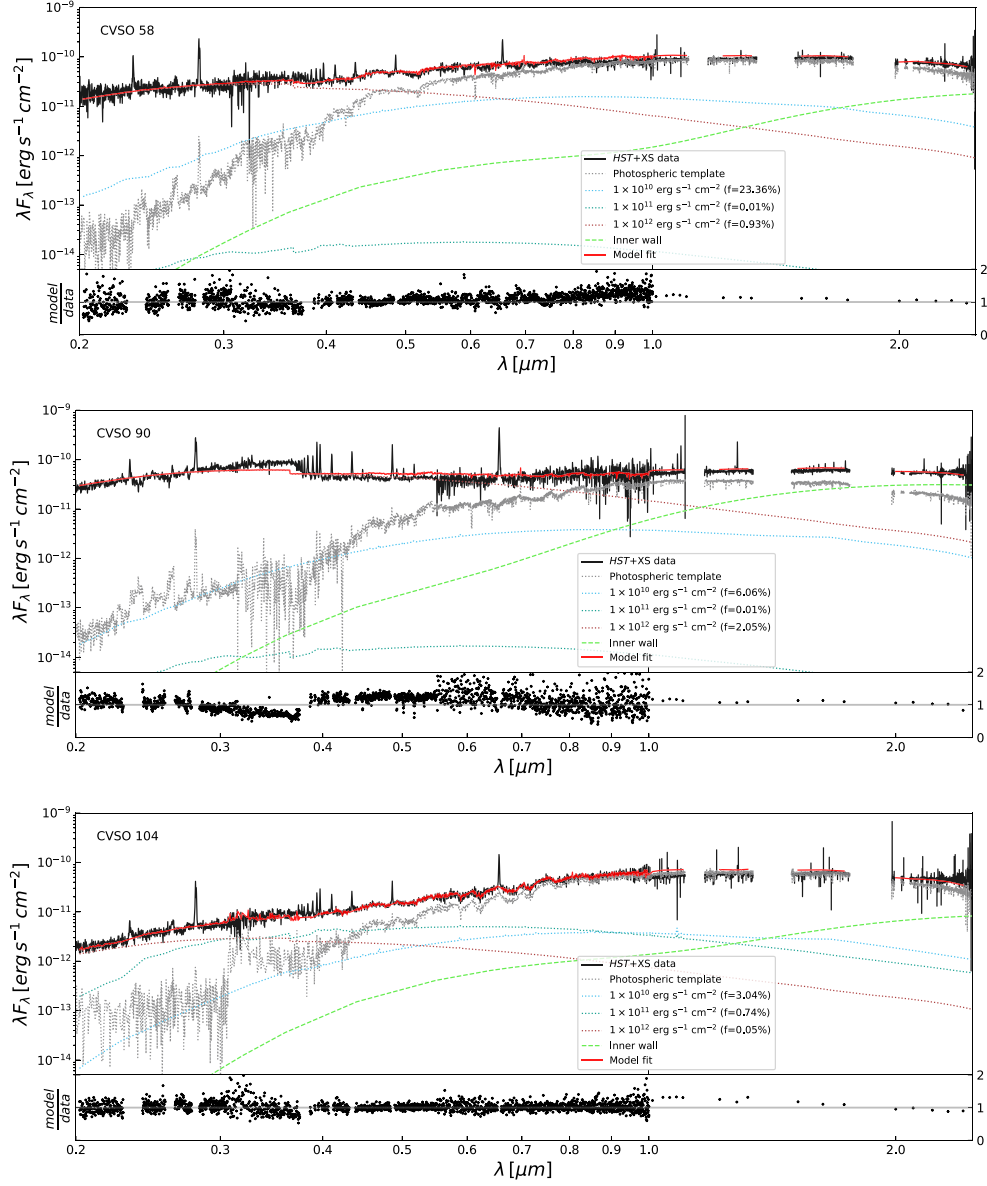 CVSO 58
λF_λ [erg s⁻¹ cm⁻²]
10⁻⁹
10⁻¹⁰
10⁻¹¹
10⁻¹²
10⁻¹³
10⁻¹⁴
HST+XS data
Photospheric template
1 × 10¹⁰ erg s⁻¹ cm⁻² (f=23.36%)
1 × 10¹¹ erg s⁻¹ cm⁻² (f=0.01%)
1 × 10¹² erg s⁻¹ cm⁻² (f=0.93%)
Inner wall
Model fit
model
data
2
1
0
0.2 0.3 0.4 0.5 0.6 0.7 0.8 0.9 1.0 2.0
λ [μm]
CVSO 90
λF_λ [erg s⁻¹ cm⁻²]
10⁻⁹
10⁻¹⁰
10⁻¹¹
10⁻¹²
10⁻¹³
10⁻¹⁴
HST+XS data
Photospheric template
1 × 10¹⁰ erg s⁻¹ cm⁻² (f=6.06%)
1 × 10¹¹ erg s⁻¹ cm⁻² (f=0.01%)
1 × 10¹² erg s⁻¹ cm⁻² (f=2.05%)
Inner wall
Model fit
model
data
2
1
0
0.2 0.3 0.4 0.5 0.6 0.7 0.8 0.9 1.0 2.0
λ [μm]
CVSO 104
λF_λ [erg s⁻¹ cm⁻²]
10⁻⁹
10⁻¹⁰
10⁻¹¹
10⁻¹²
10⁻¹³
10⁻¹⁴
HST+XS data
Photospheric template
1 × 10¹⁰ erg s⁻¹ cm⁻² (f=3.04%)
1 × 10¹¹ erg s⁻¹ cm⁻² (f=0.74%)
1 × 10¹² erg s⁻¹ cm⁻² (f=0.05%)
Inner wall
Model fit
model
data
2
1
0
0.2 0.3 0.4 0.5 0.6 0.7 0.8 0.9 1.0 2.0
λ [μm]